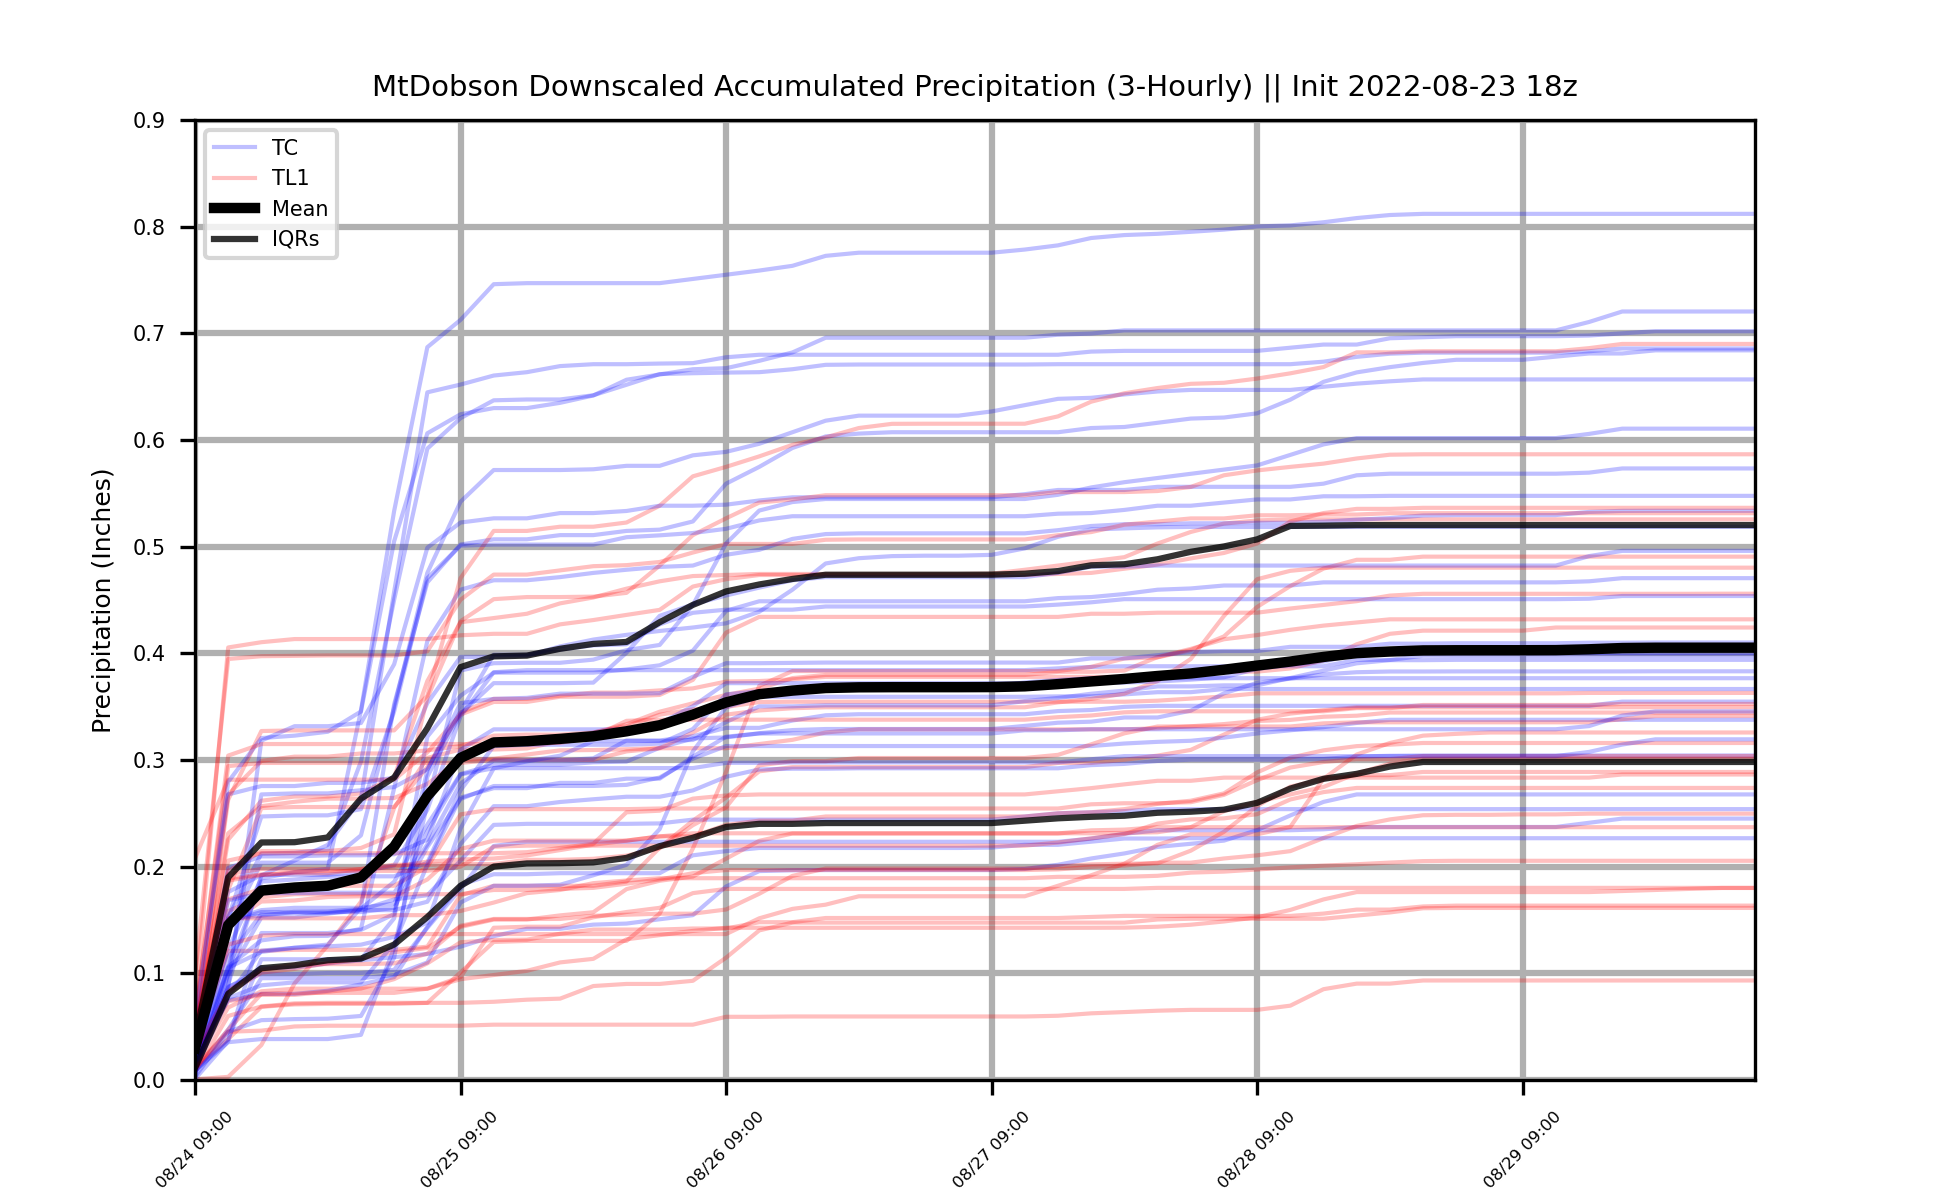 MtDobson Downscaled Accumulated Precipitation (3-Hourly) || Init 2022-08-23 18z
TC
TL1
Mean
IQRs
Precipitation (Inches)
0.9
0.8
0.7
0.6
0.5
0.4
0.3
0.2
0.1
0.0
08/24 09:00
08/25 09:00
08/26 09:00
08/27 09:00
08/28 09:00
08/29 09:00